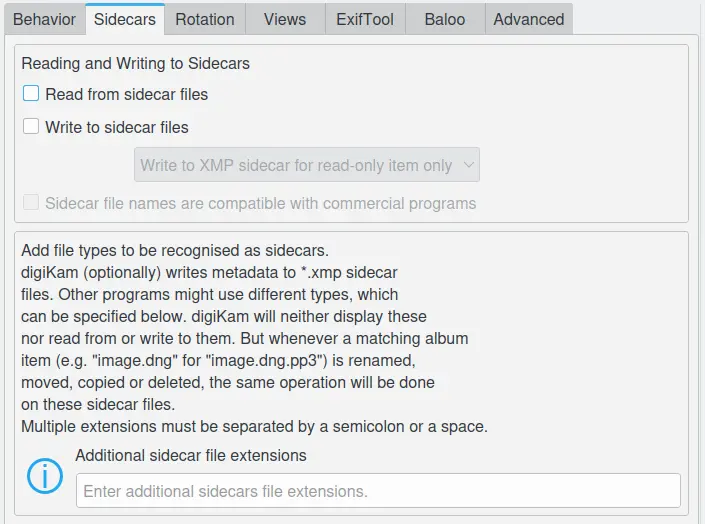 Behavior Sidecars Rotation Views ExifTool Baloo Advanced
Reading and Writing to Sidecars
Read from sidecar files
Write to sidecar files
Write to XMP sidecar for read-only item only
Sidecar file names are compatible with commercial programs
Add file types to be recognised as sidecars.
digiKam (optionally) writes metadata to *.xmp sidecar
files. Other programs might use different types, which
can be specified below. digiKam will neither display these
nor read from or write to them. But whenever a matching album
item (e.g. "image.dng" for "image.dng.pp3") is renamed,
moved, copied or deleted, the same operation will be done
on these sidecar files.
Multiple extensions must be separated by a semicolon or a space.
Additional sidecar file extensions
Enter additional sidecars file extensions.